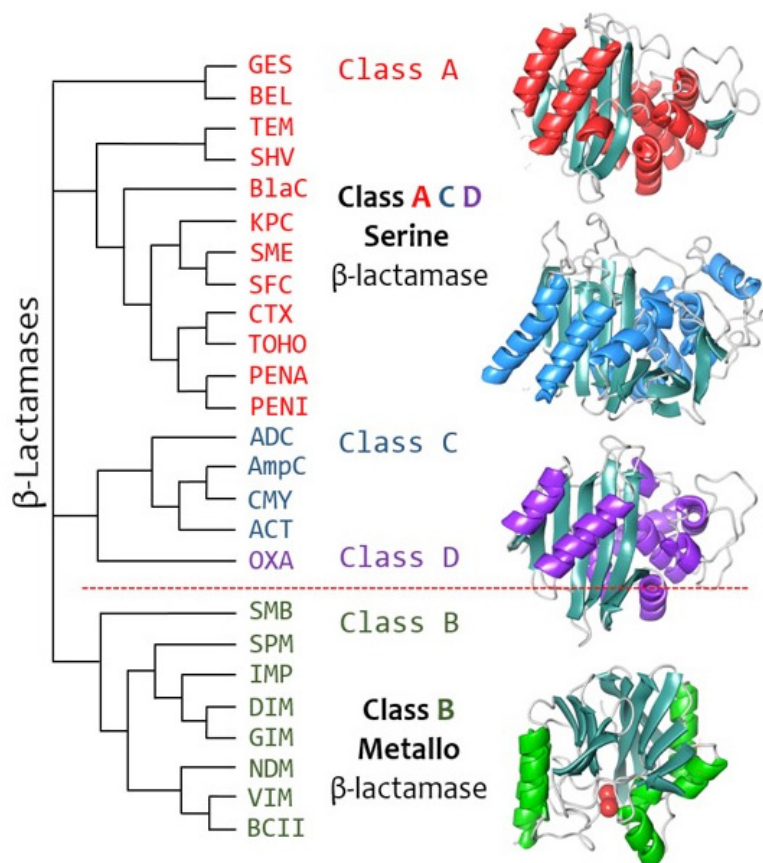 β-Lactamases
GES
BEL
TEM
SHV
BlaC
KPC
SME
SFC
CTX
TOHO
PENA
PENI
ADC
AmpC
CMY
ACT
OXA
SMB
SPM
IMP
DIM
GIM
NDM
VIM
BCII
Class A
Class A C D
Serine
β-lactamase
Class C
Class D
Class B
Class B
Metallo
β-lactamase